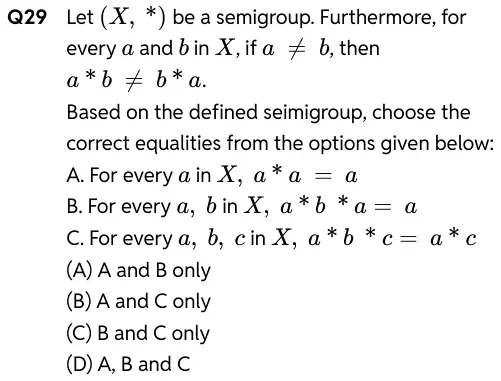 Q29 Let (X, *) be a semigroup. Furthermore, for
every a and b in X, if a ≠ b, then
a * b ≠ b * a.
Based on the defined seimigroup, choose the
correct equalities from the options given below:
A. For every a in X, a * a = a
B. For every a, b in X, a * b * a = a
C. For every a, b, c in X, a * b * c = a * c
(A) A and B only
(B) A and C only
(C) B and C only
(D) A, B and C